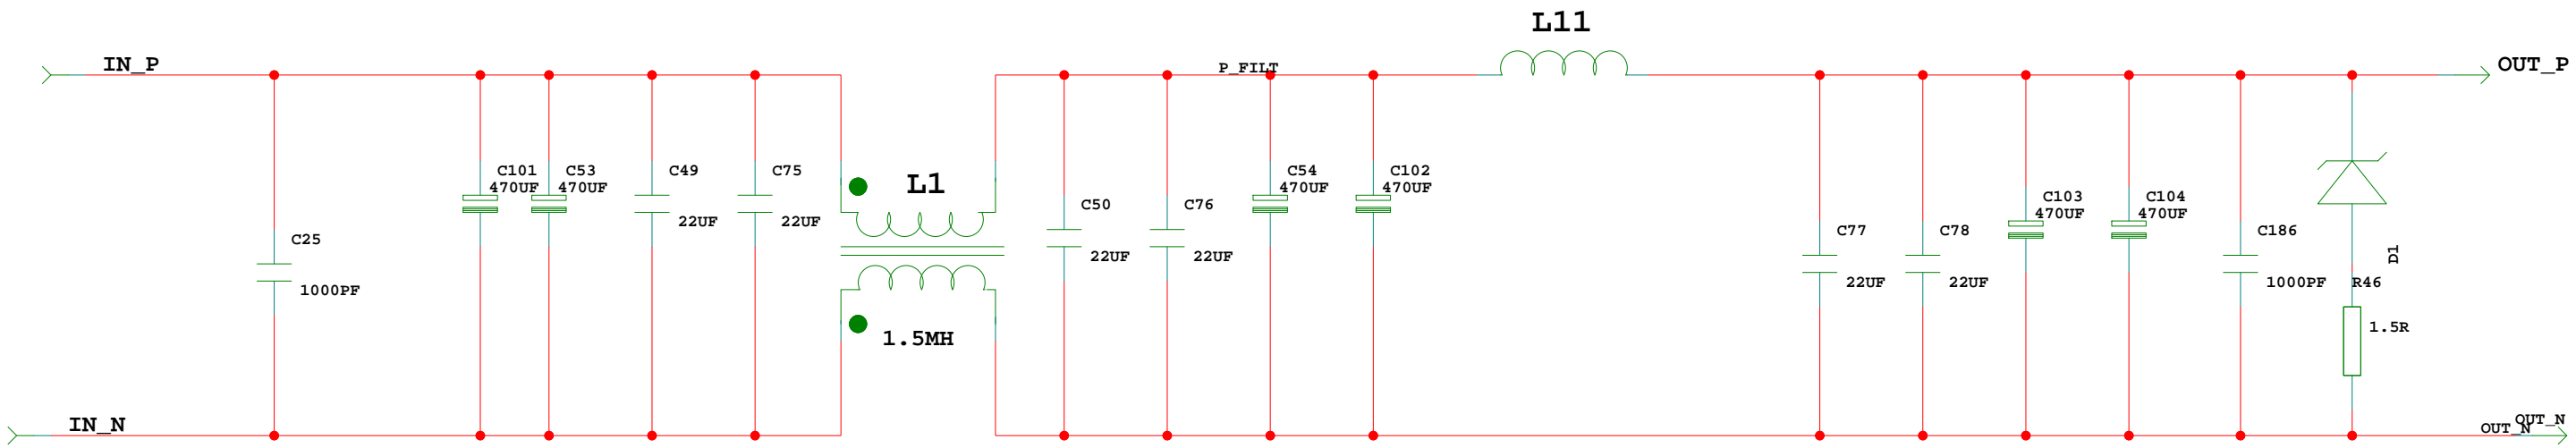 L11
IN_P
P_FILT
OUT_P
C101
470UF
C53
470UF
C49
22UF
C75
22UF
L1
1.5MH
C50
22UF
C76
22UF
C54
470UF
C102
470UF
C25
1000PF
C77
22UF
C78
22UF
C103
470UF
C104
470UF
C186
1000PF
D1
R46
1.5R
IN_N
OUT_N
OUT_N